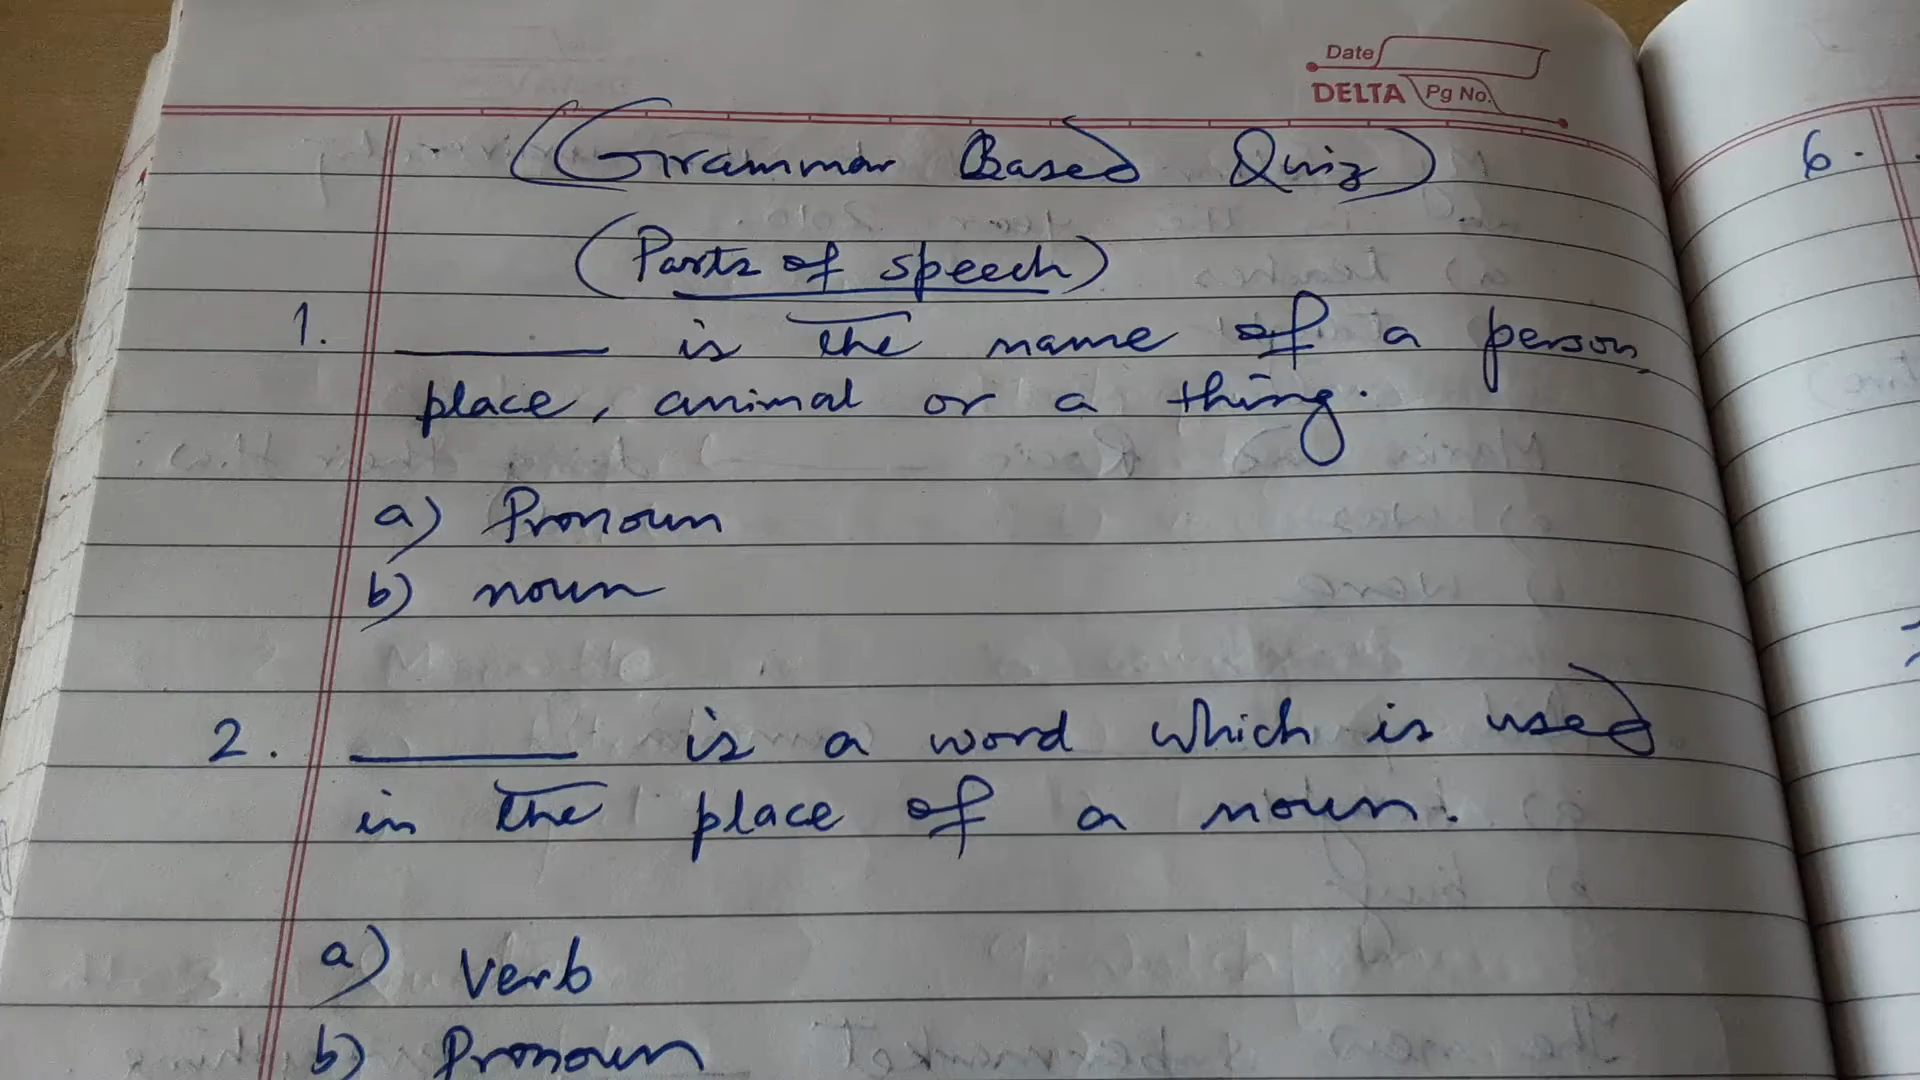 Date
DELTA Pg No.
(Grammar Based Quiz)
(Parts of speech)
1. ______ is the name of a person,
place, animal or a thing.
a) Pronoun
b) noun
2. ______ is a word which is used
in the place of a noun.
a) Verb
b) Pronoun
6.